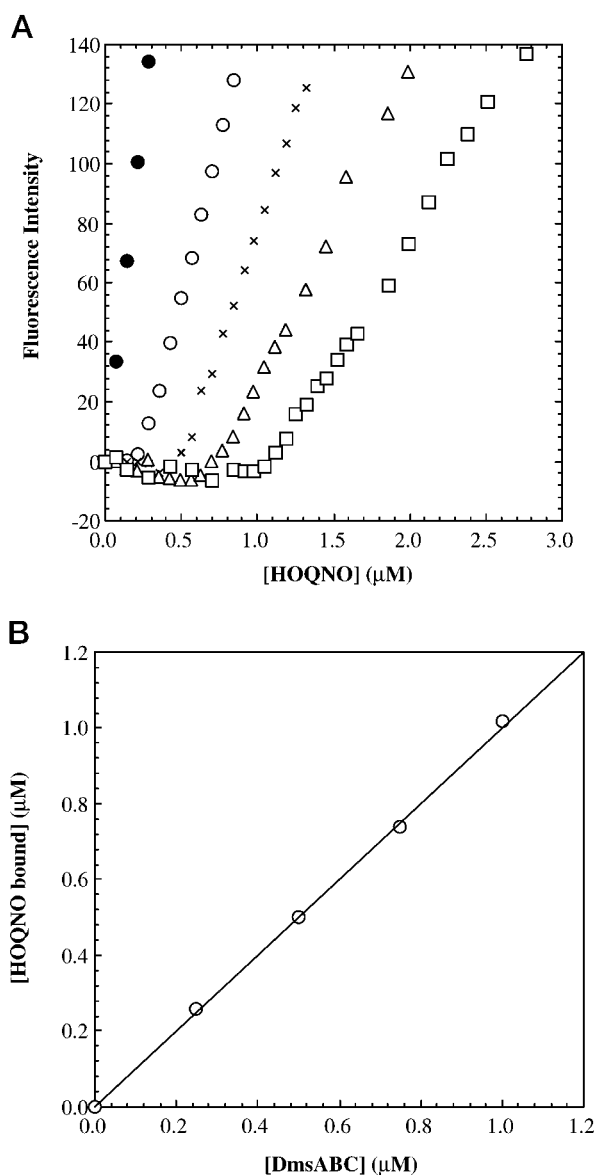 A
140
120
100
80
60
40
20
0
-20
Fluorescence Intensity
0.0 0.5 1.0 1.5 2.0 2.5 3.0
[HOQNO] (μM)
B
1.2
1.0
0.8
0.6
0.4
0.2
0.0
[HOQNO bound] (μM)
0.0 0.2 0.4 0.6 0.8 1.0 1.2
[DmsABC] (μM)